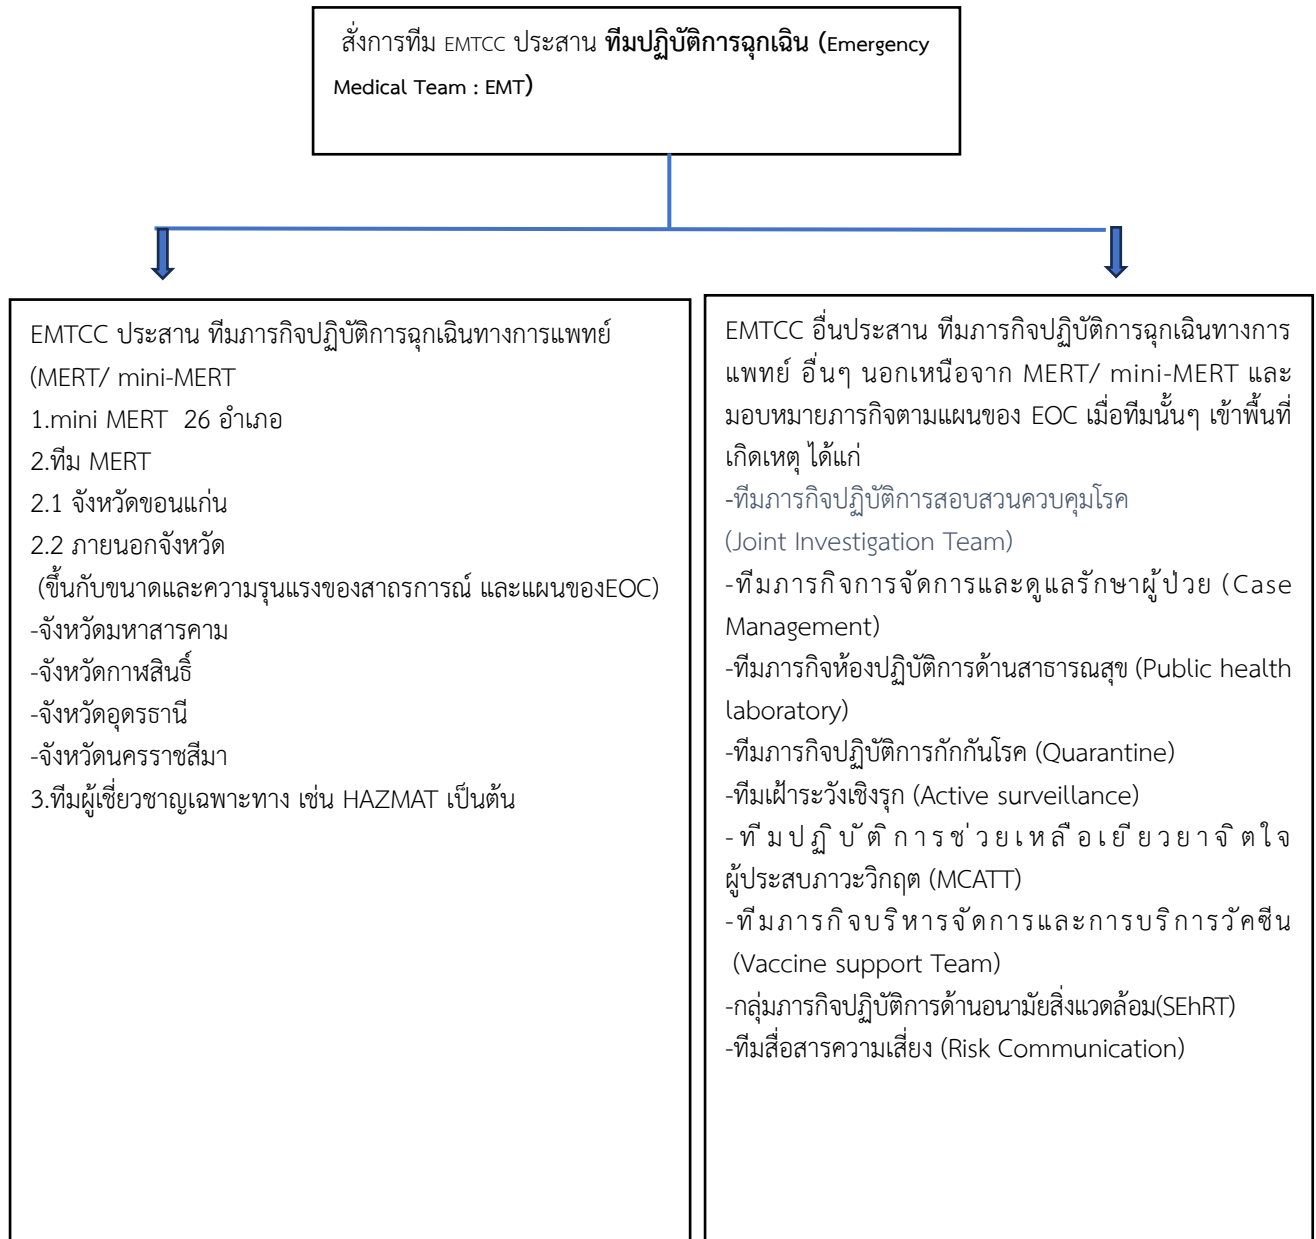 สั่งการทีม EMTCC ประสาน ทีมปฏิบัติการฉุกเฉิน (Emergency
Medical Team : EMT)
EMTCC ประสาน ทีมภารกิจปฏิบัติการฉุกเฉินทางการแพทย์
(MERT/ mini-MERT
1.mini MERT  26 อำเภอ
2.ทีม MERT
2.1 จังหวัดขอนแก่น
2.2 ภายนอกจังหวัด
(ขึ้นกับขนาดและความรุนแรงของสาถรการณ์ และแผนของEOC)
-จังหวัดมหาสารคาม
-จังหวัดกาฬสินธิ์
-จังหวัดอุดรธานี
-จังหวัดนครราชสีมา
3.ทีมผู้เชี่ยวชาญเฉพาะทาง เช่น HAZMAT เป็นต้น
EMTCC อื่นประสาน ทีมภารกิจปฏิบัติการฉุกเฉินทางการ
แพทย์ อื่นๆ นอกเหนือจาก MERT/ mini-MERT และ
มอบหมายภารกิจตามแผนของ EOC เมื่อทีมนั้นๆ เข้าพื้นที่
เกิดเหตุ ได้แก่
-ทีมภารกิจปฏิบัติการสอบสวนควบคุมโรค
(Joint Investigation Team)
-ทีมภารกิจการจัดการและดูแลรักษาผู้ป่วย (Case
Management)
-ทีมภารกิจห้องปฏิบัติการด้านสาธารณสุข (Public health
laboratory)
-ทีมภารกิจปฏิบัติการกักกันโรค (Quarantine)
-ทีมเฝ้าระวังเชิงรุก (Active surveillance)
-ทีมปฏิบัติการช่วยเหลือเยียวยาจิตใจ
ผู้ประสบภาวะวิกฤต (MCATT)
-ทีมภารกิจบริหารจัดการและการบริการวัคซีน
(Vaccine support Team)
-กลุ่มภารกิจปฏิบัติการด้านอนามัยสิ่งแวดล้อม(SEhRT)
-ทีมสื่อสารความเสี่ยง (Risk Communication)